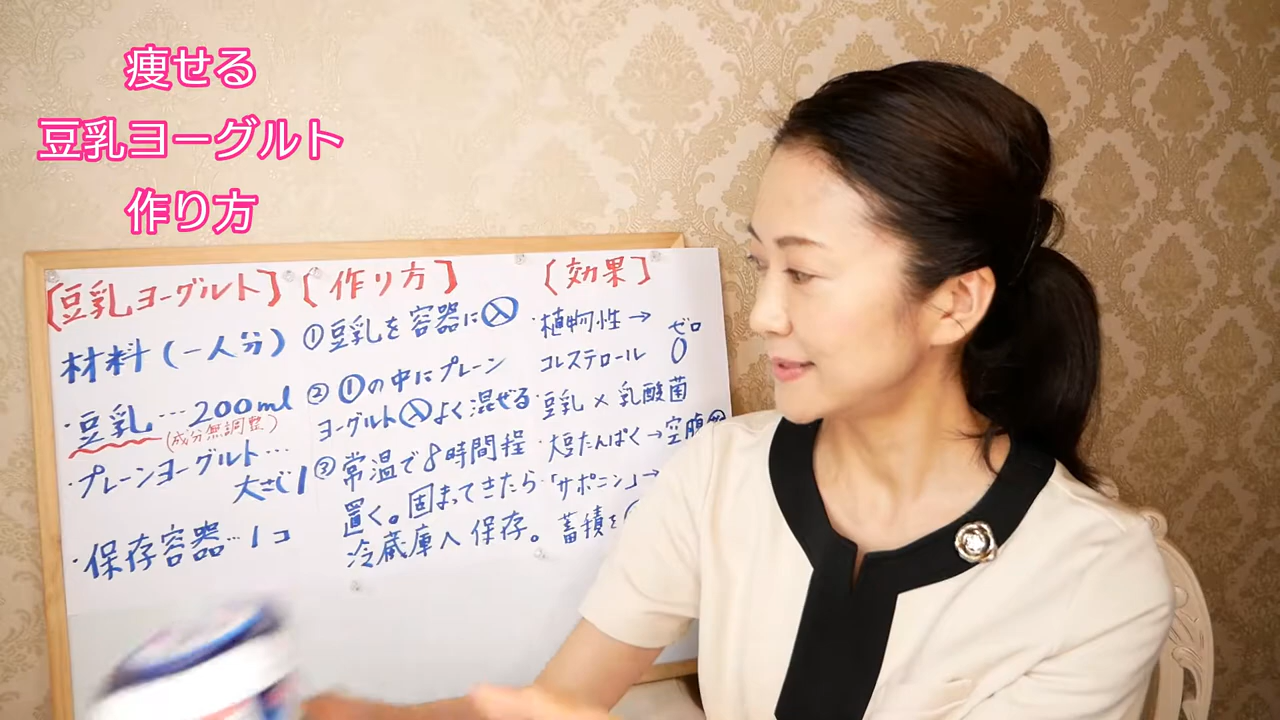 痩せる
豆乳ヨーグルト
作り方
[豆乳ヨーグルト]
材料(一人分)
・豆乳…200ml
(成分無調整)
・プレーンヨーグルト…
大さじ1
・保存容器…1コ
[作り方]
①豆乳を容器に入
②①の中にプレーン
ヨーグルト入よく混ぜる
③常温で8時間程
置く。固まってきたら
冷蔵庫へ保存。
[効果]
・植物性→ゼロ
コレステロール 0
・豆乳×乳酸菌
・大豆たんぱく→空腹
・「サポニン」→
蓄積を